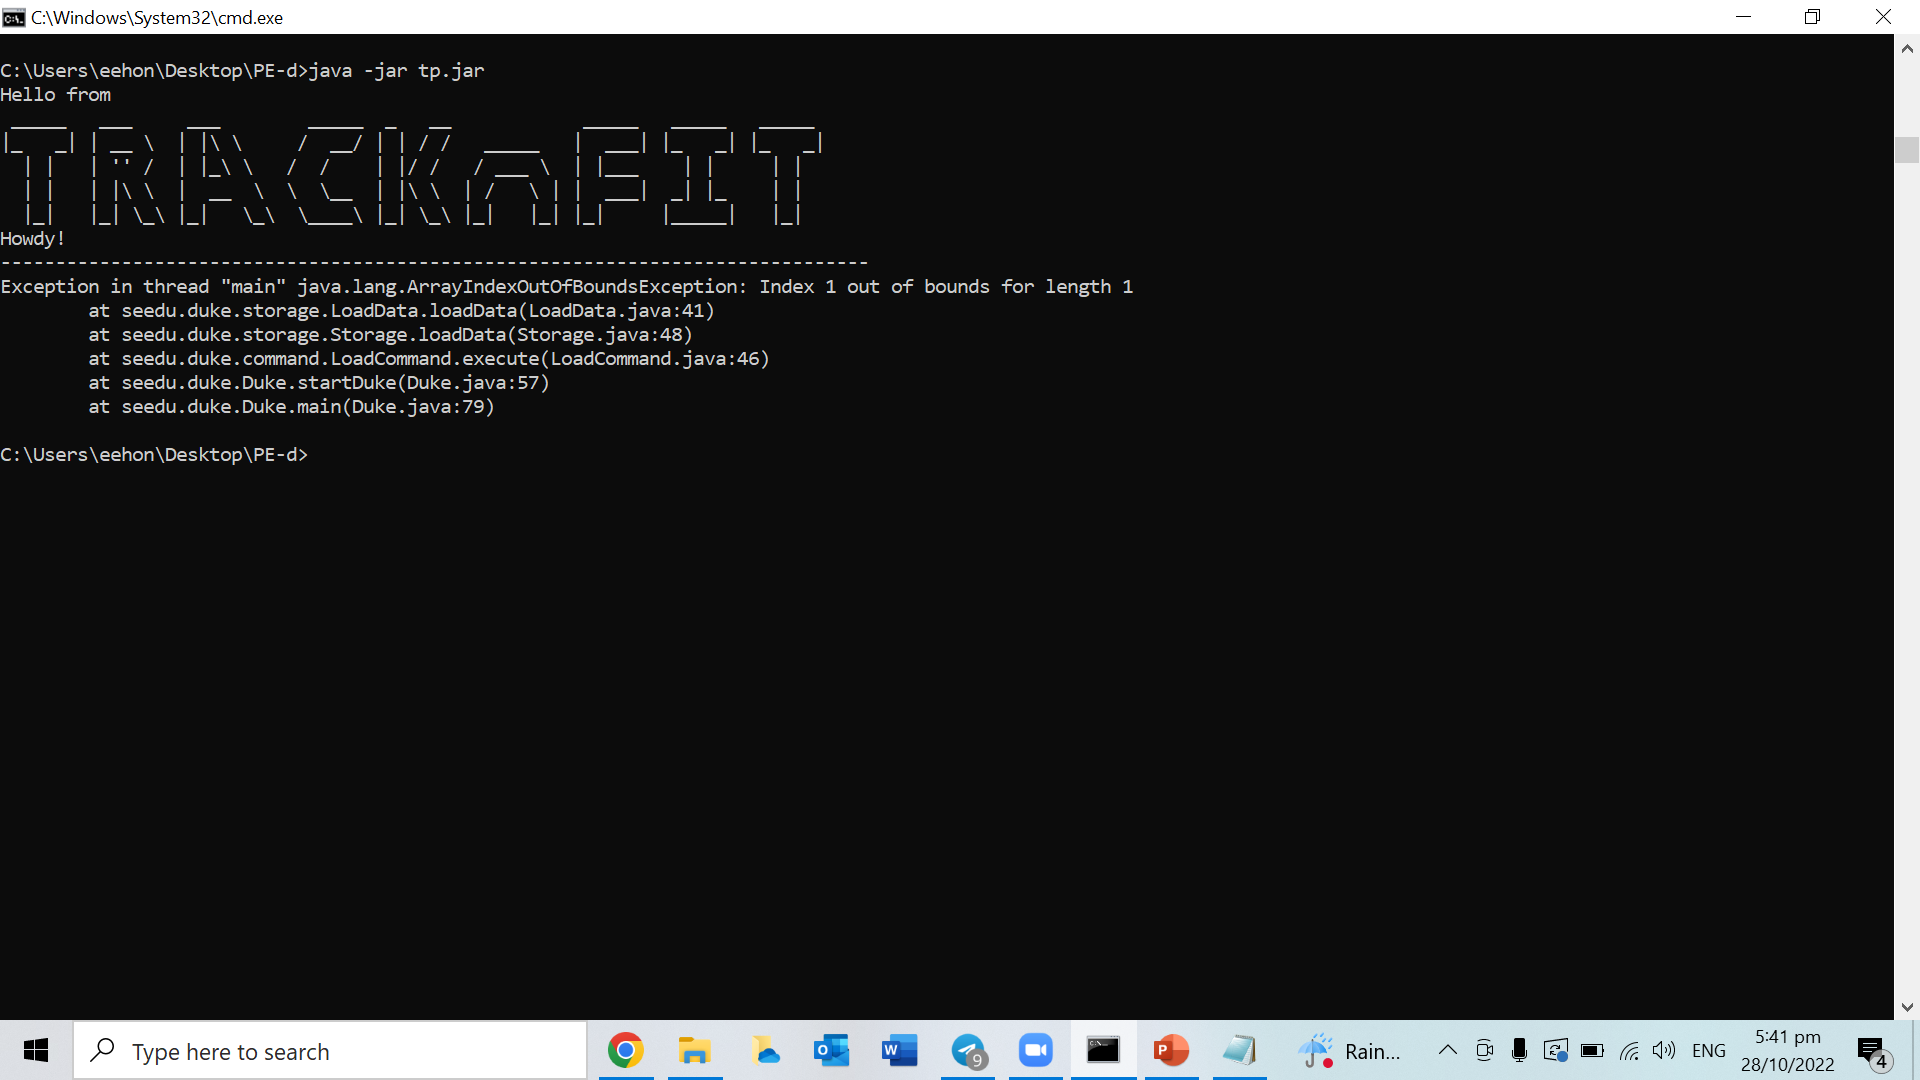 C:\Windows\System32\cmd.exe
C:\Users\eehon\Desktop\PE-d>java -jar tp.jar
Hello from
TRACKnFIT
Howdy!
-------------------------------------------------------------------------------
Exception in thread "main" java.lang.ArrayIndexOutOfBoundsException: Index 1 out of bounds for length 1
at seedu.duke.storage.LoadData.loadData(LoadData.java:41)
at seedu.duke.storage.Storage.loadData(Storage.java:48)
at seedu.duke.command.LoadCommand.execute(LoadCommand.java:46)
at seedu.duke.Duke.startDuke(Duke.java:57)
at seedu.duke.Duke.main(Duke.java:79)
C:\Users\eehon\Desktop\PE-d>
Type here to search
9
Rain...
ENG
5:41 pm
28/10/2022
4